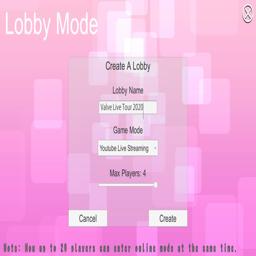 Lobby Mode
Create A Lobby
Lobby Name
Valve Live Tour 2020
Game Mode
Youtube Live Streaming
Max Players: 4
Cancel
Create
Note: Now up to 20 players can enter online mode at the same time.